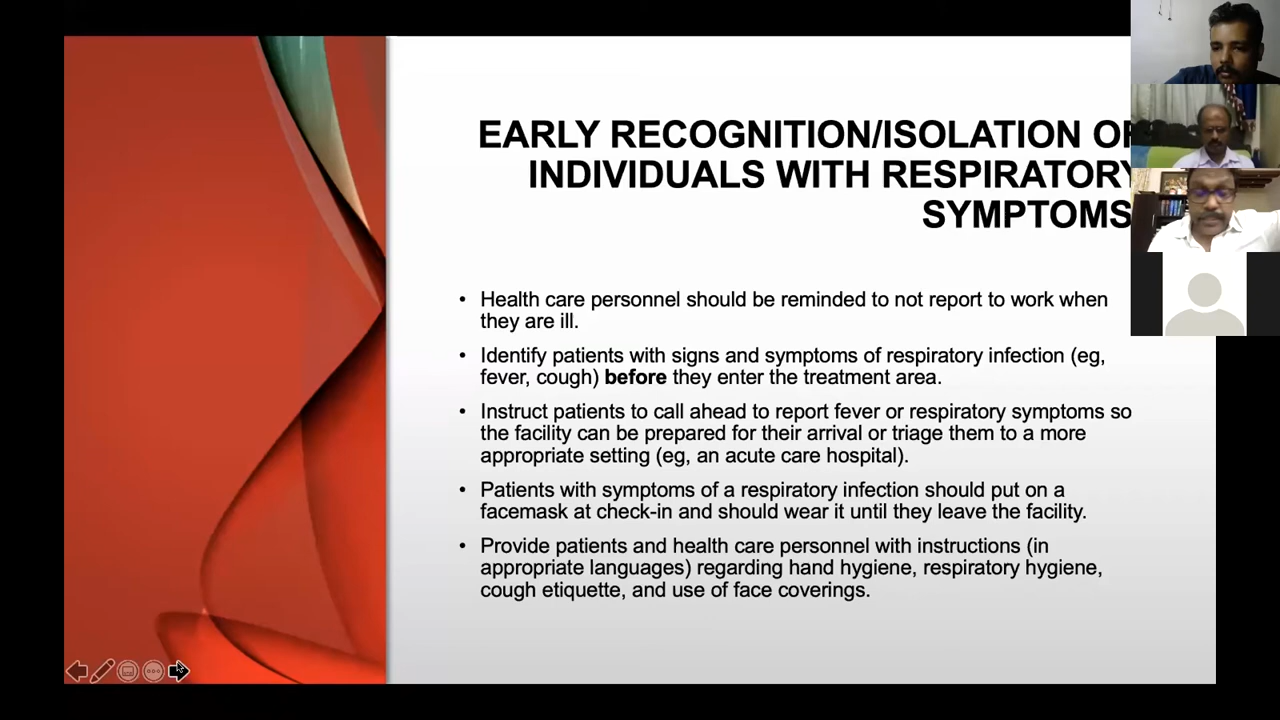 EARLY RECOGNITION/ISOLATION OF
INDIVIDUALS WITH RESPIRATORY
SYMPTOMS
• Health care personnel should be reminded to not report to work when
they are ill.
• Identify patients with signs and symptoms of respiratory infection (eg,
fever, cough) before they enter the treatment area.
• Instruct patients to call ahead to report fever or respiratory symptoms so
the facility can be prepared for their arrival or triage them to a more
appropriate setting (eg, an acute care hospital).
• Patients with symptoms of a respiratory infection should put on a
facemask at check-in and should wear it until they leave the facility.
• Provide patients and health care personnel with instructions (in
appropriate languages) regarding hand hygiene, respiratory hygiene,
cough etiquette, and use of face coverings.